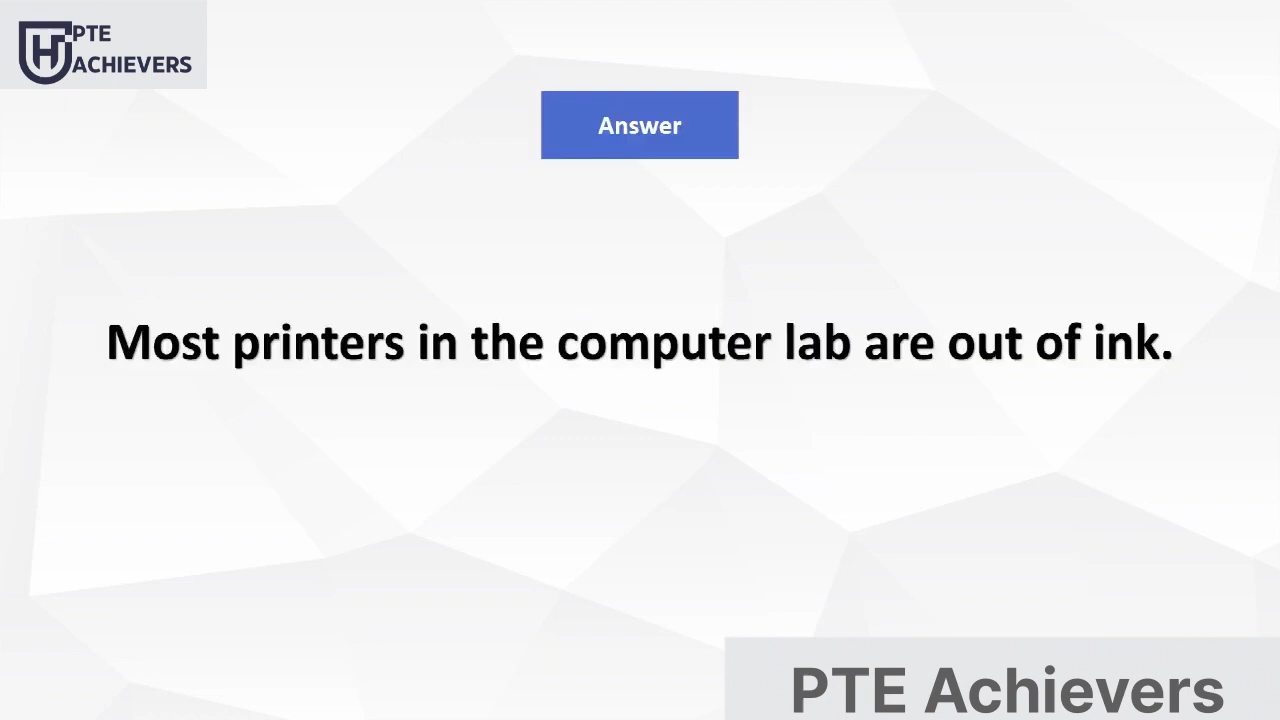 PTE
ACHIEVERS
Answer
Most printers in the computer lab are out of ink.
PTE Achievers